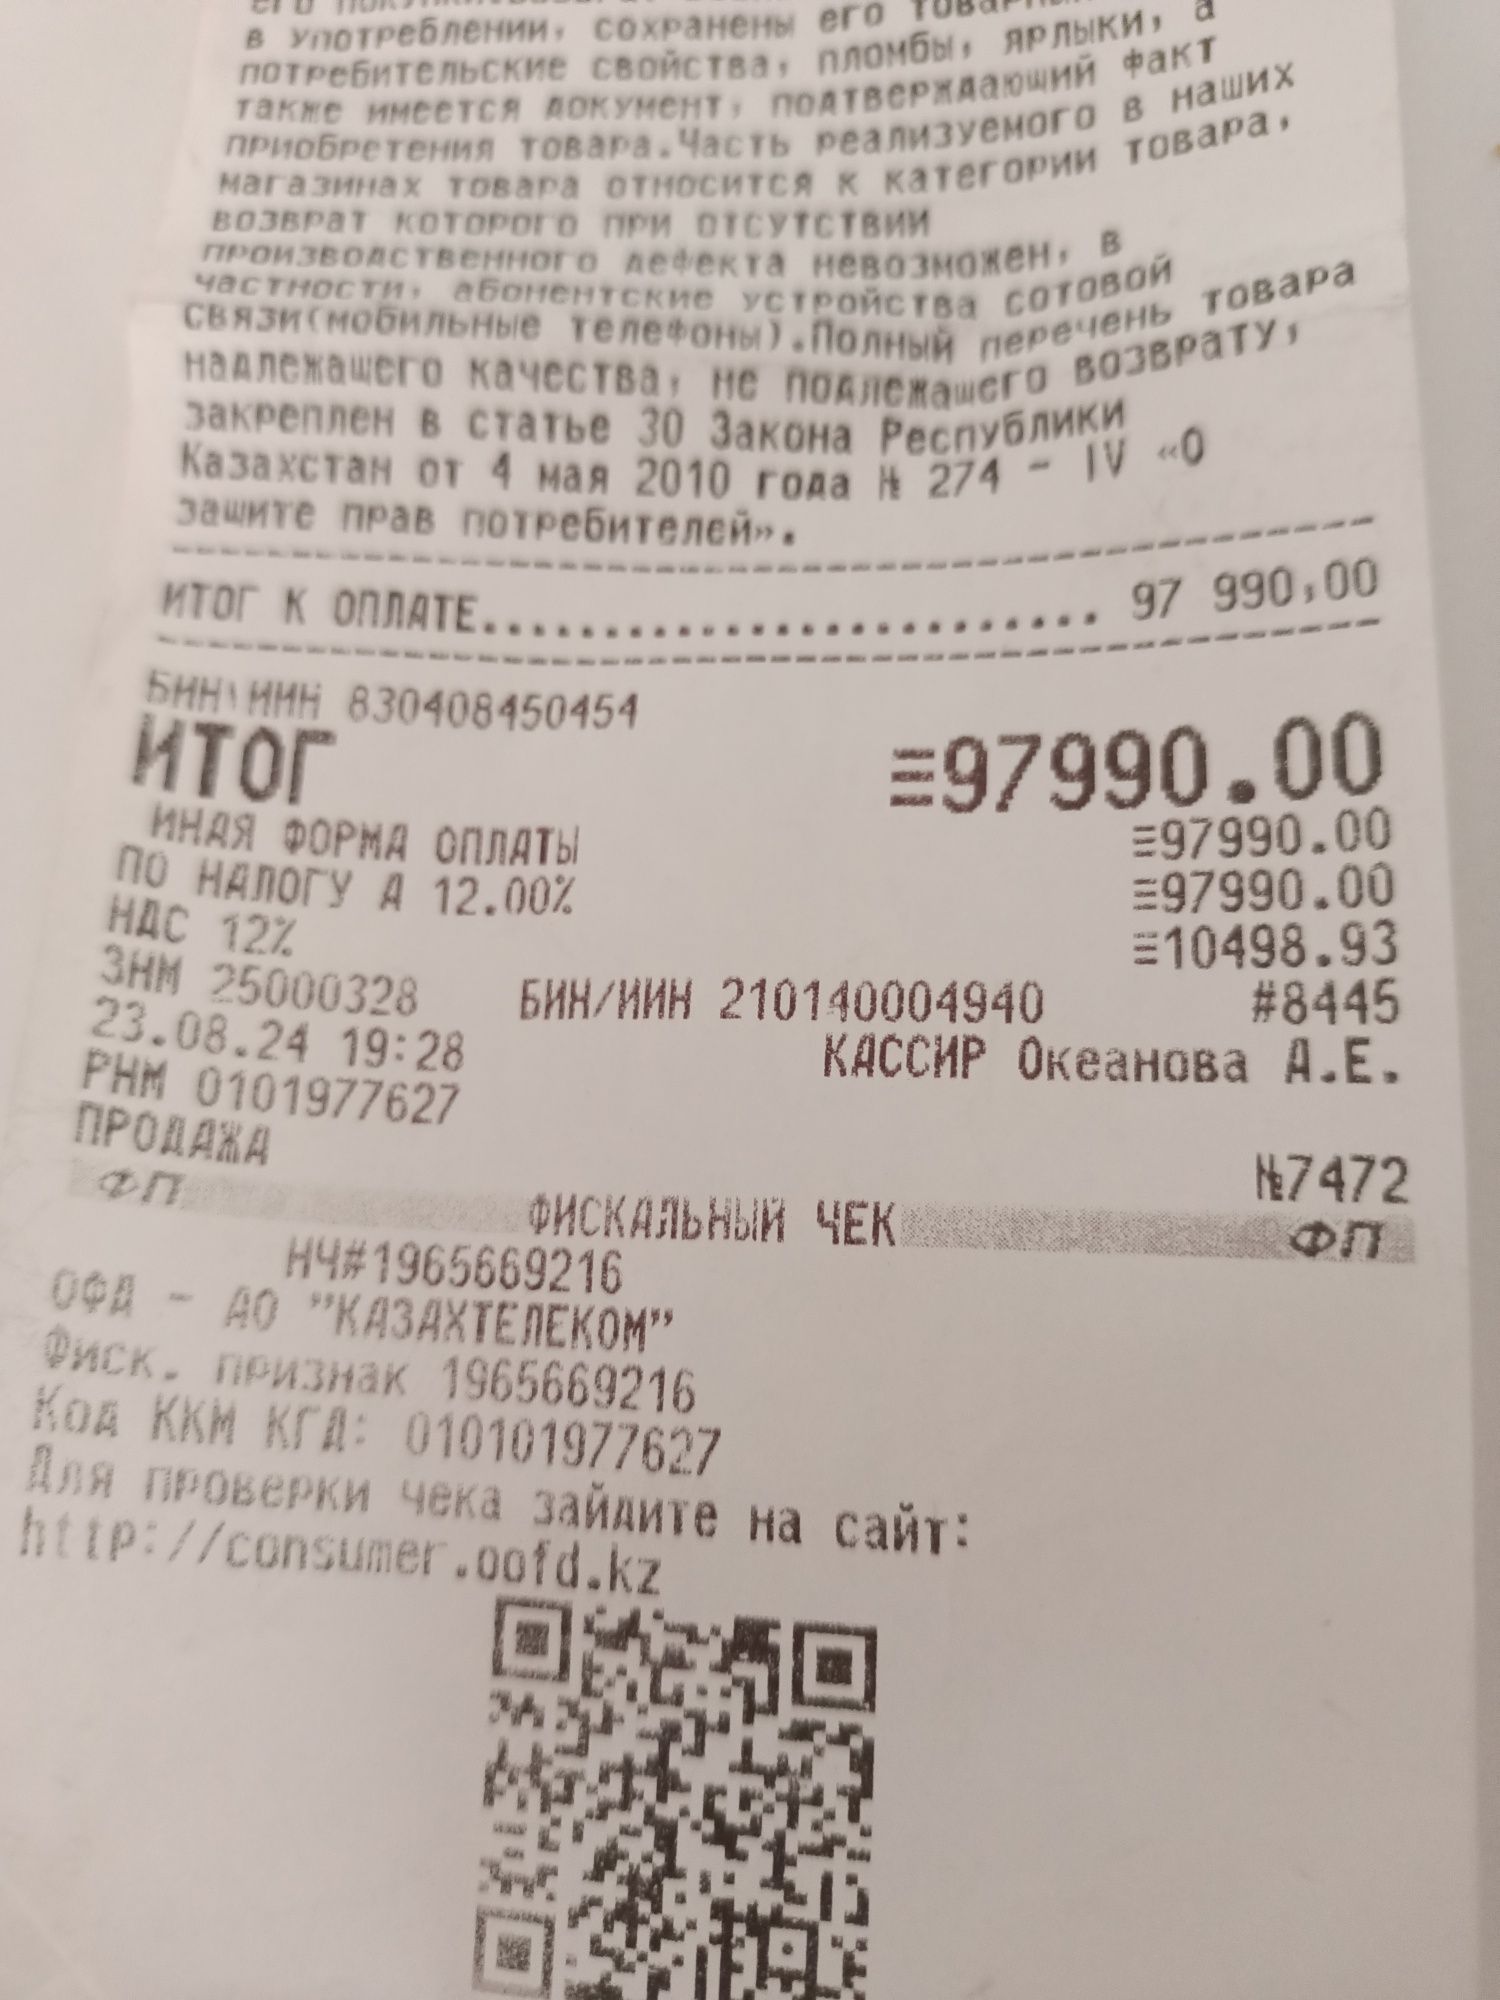 в употреблении, сохранены его
потребительские свойства, пломбы, ярлыки, а
также имеется документ, подтверждающий факт
приобретения товара.Часть реализуемого в наших
магазинах товара относится к категории товара,
возврат которого при отсутствии
производственного дефекта невозможен, в
частности, абонентские устройства сотовой
связи(мобильные телефоны).Полный перечень товара
надлежащего качества, не подлежащего возврату,
закреплен в статье 30 Закона Республики
Казахстан от 4 мая 2010 года № 274 - IV «О
защите прав потребителей».
ИТОГ К ОПЛАТЕ.......................... 97 990,00
БИН\ИИН 830408450454
ИТОГ ≡97990.00
ИНАЯ ФОРМА ОПЛАТЫ ≡97990.00
ПО НАЛОГУ А 12.00% ≡97990.00
НДС 12% ≡10498.93
ЗНМ 25000328 БИН/ИИН 210140004940 #8445
23.08.24 19:28 КАССИР Океанова А.Е.
РНМ 0101977627
ПРОДАЖА №7472
ФП ФИСКАЛЬНЫЙ ЧЕК ФП
НЧ#1965669216
ОФД - АО "КАЗАХТЕЛЕКОМ"
Фиск. признак 1965669216
Код ККМ КГД: 010101977627
Для проверки чека зайдите на сайт:
http://consumer.oofd.kz